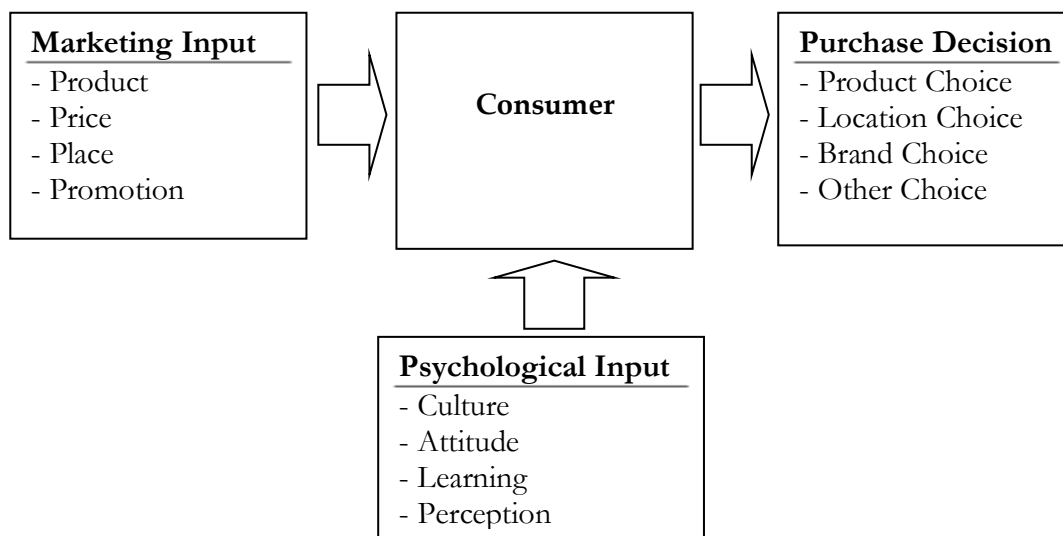 Marketing Input
- Product
- Price
- Place
- Promotion
Consumer
Purchase Decision
- Product Choice
- Location Choice
- Brand Choice
- Other Choice
Psychological Input
- Culture
- Attitude
- Learning
- Perception